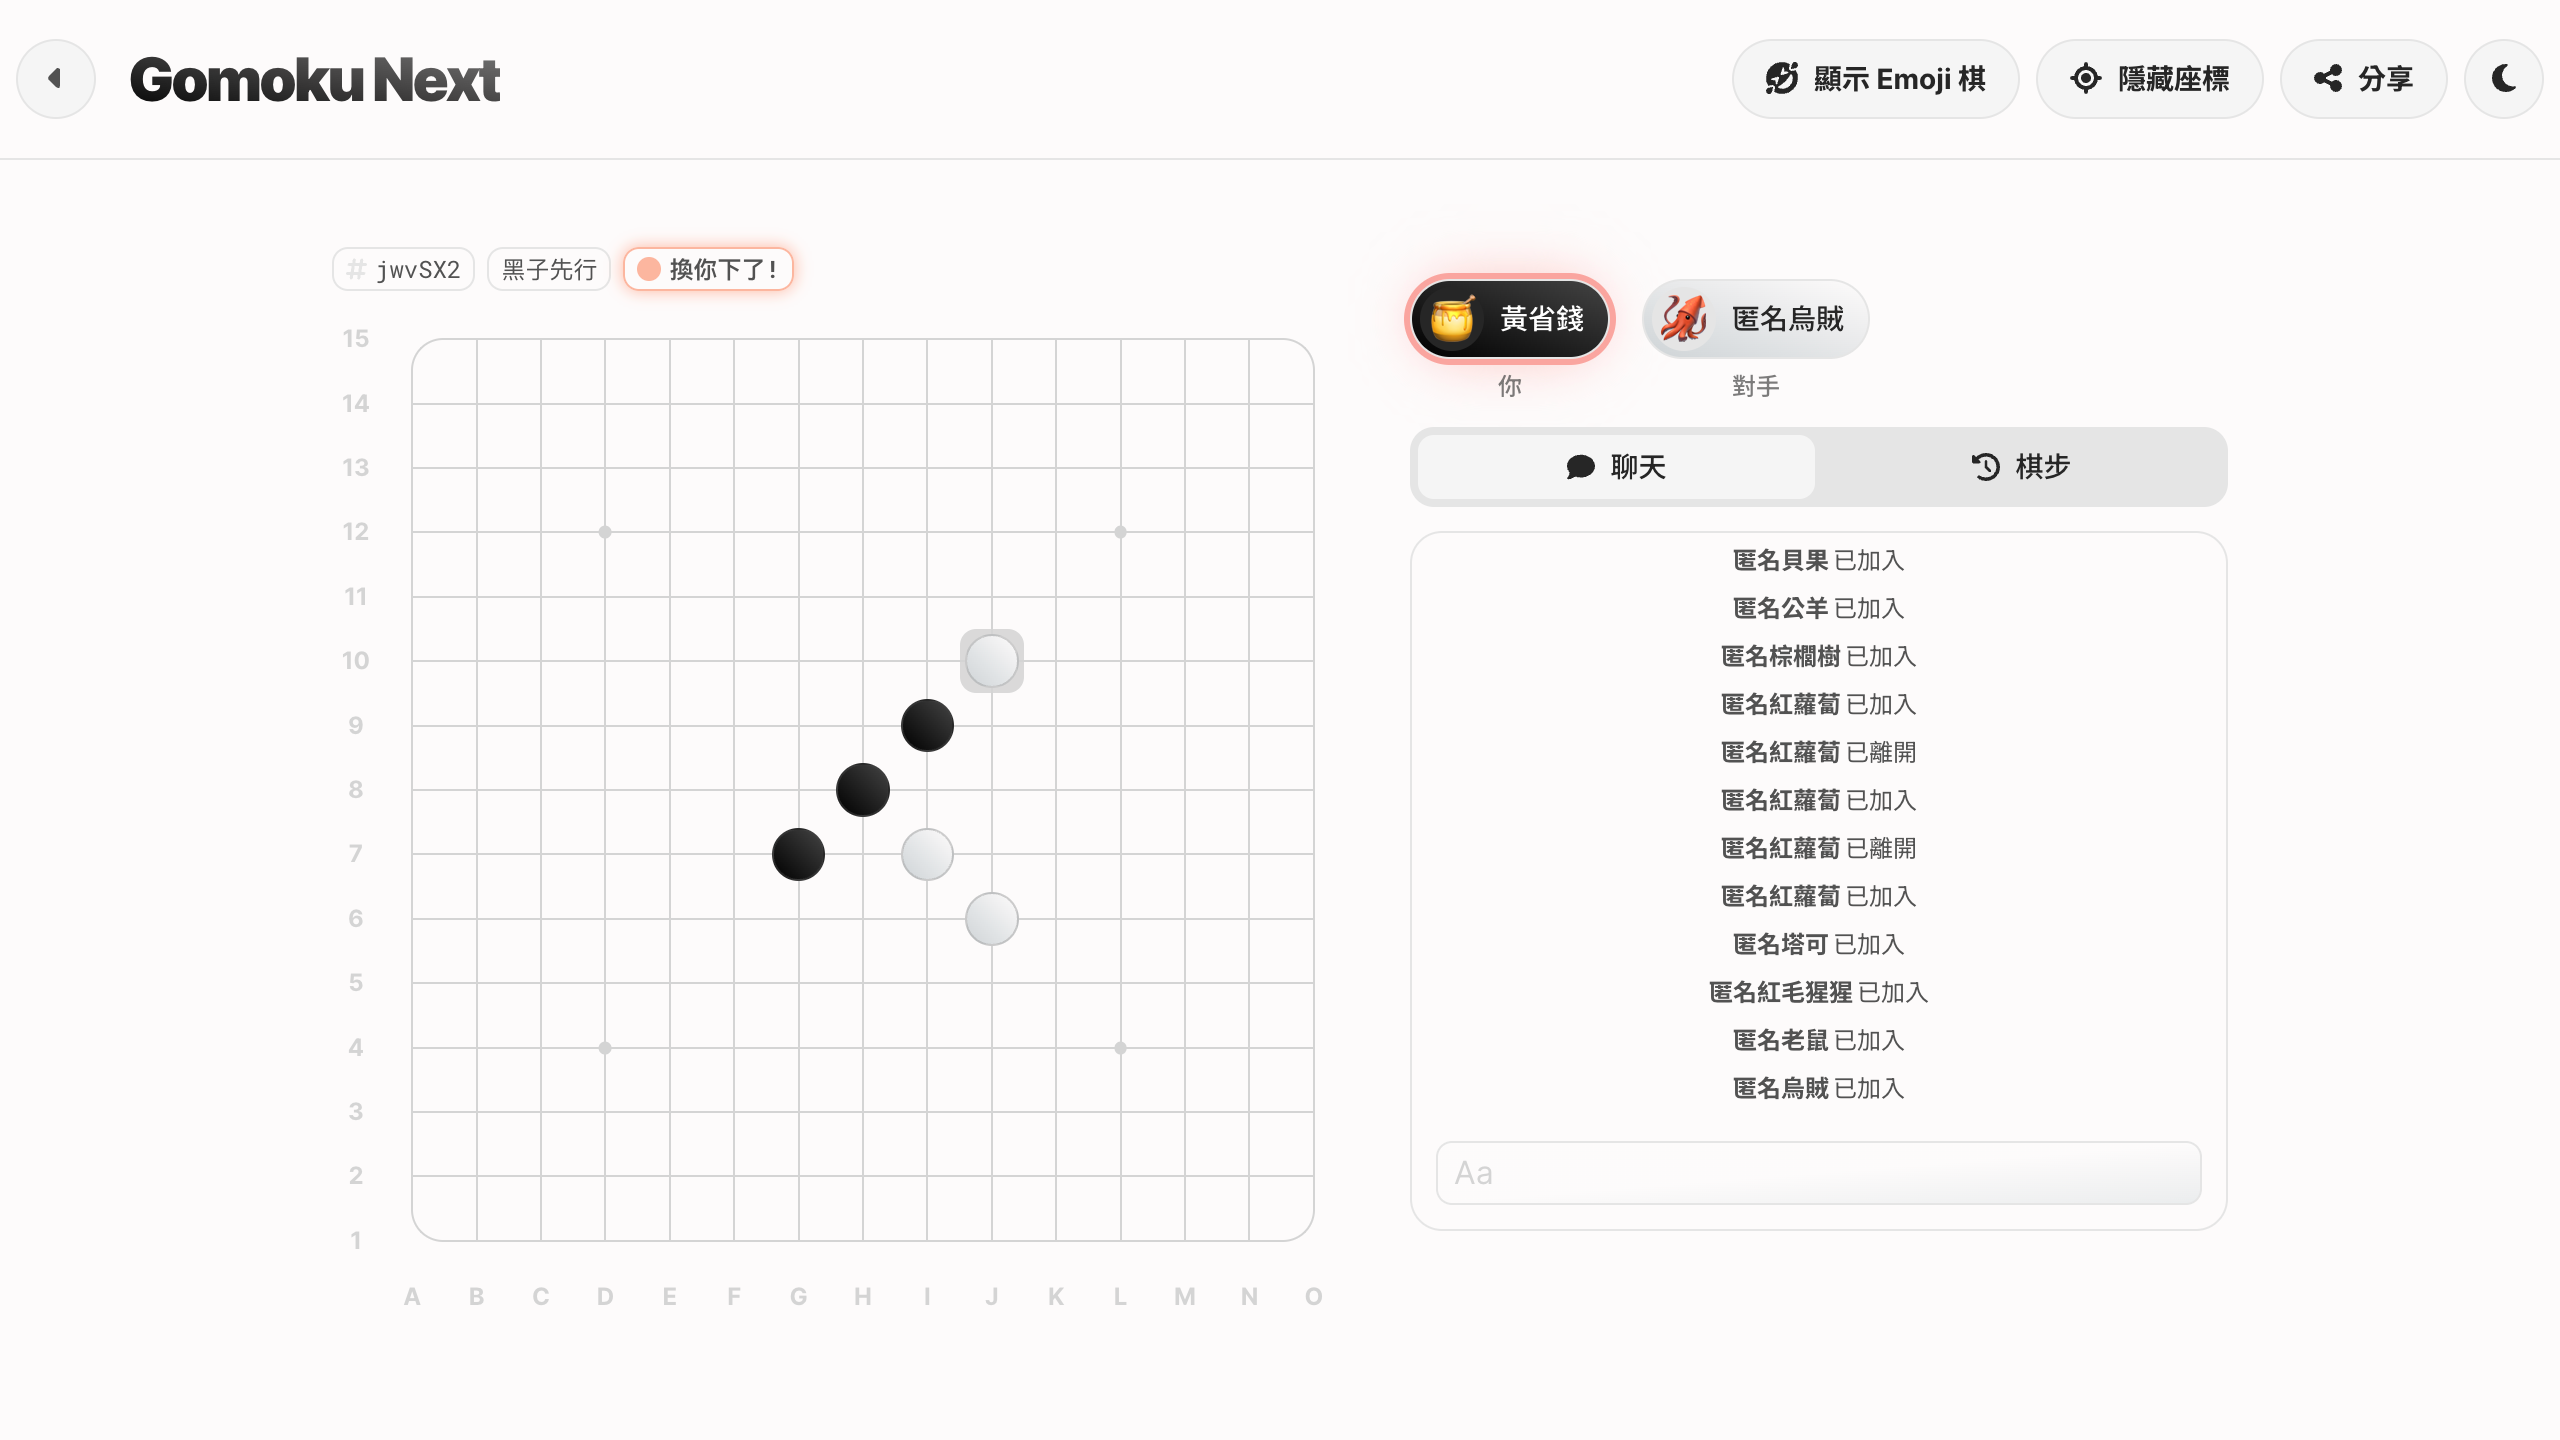 Gomoku Next
顯示 Emoji 棋
隱藏座標
分享
# jwvSX2
黑子先行
換你下了!
15
14
13
12
11
10
9
8
7
6
5
4
3
2
1
A B C D E F G H I J K L M N O
黃省錢
匿名烏賊
你
對手
聊天
棋步
匿名貝果 已加入
匿名公羊 已加入
匿名棕櫚樹 已加入
匿名紅蘿蔔 已加入
匿名紅蘿蔔 已離開
匿名紅蘿蔔 已加入
匿名紅蘿蔔 已離開
匿名紅蘿蔔 已加入
匿名塔可 已加入
匿名紅毛猩猩 已加入
匿名老鼠 已加入
匿名烏賊 已加入
Aa